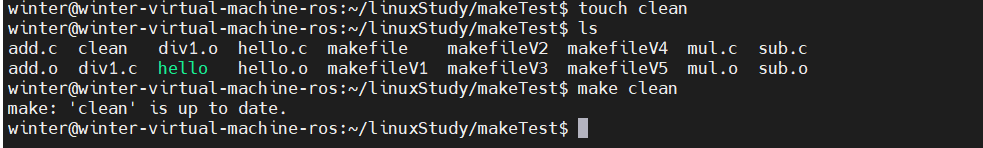 winter@winter-virtual-machine-ros:~/linuxStudy/makeTest$ touch clean
winter@winter-virtual-machine-ros:~/linuxStudy/makeTest$ ls
add.c  clean   div1.o  hello.c  makefile    makefileV2  makefileV4  mul.c  sub.c
add.o  div1.c  hello   hello.o  makefileV1  makefileV3  makefileV5  mul.o  sub.o
winter@winter-virtual-machine-ros:~/linuxStudy/makeTest$ make clean
make: 'clean' is up to date.
winter@winter-virtual-machine-ros:~/linuxStudy/makeTest$